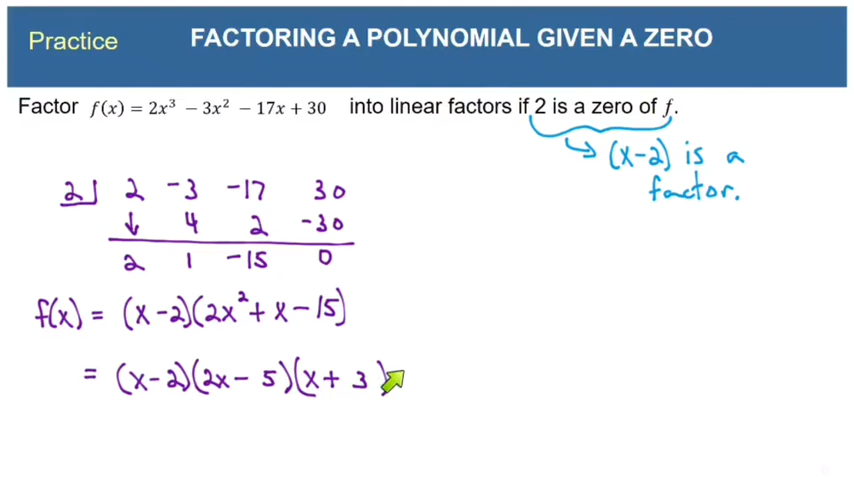 Practice
FACTORING A POLYNOMIAL GIVEN A ZERO
Factor f(x) = 2x³ − 3x² − 17x + 30 into linear factors if 2 is a zero of f.
(x-2) is a
factor.
2| 2 -3 -17 30
↓ 4 2 -30
2 1 -15 0
f(x) = (x-2)(2x²+ x - 15)
= (x-2)(2x - 5)(x + 3)